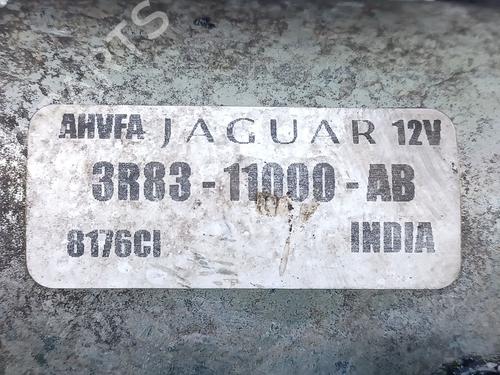 AHVFA JAGUAR 12V
3R83-11000-AB
8176CI INDIA